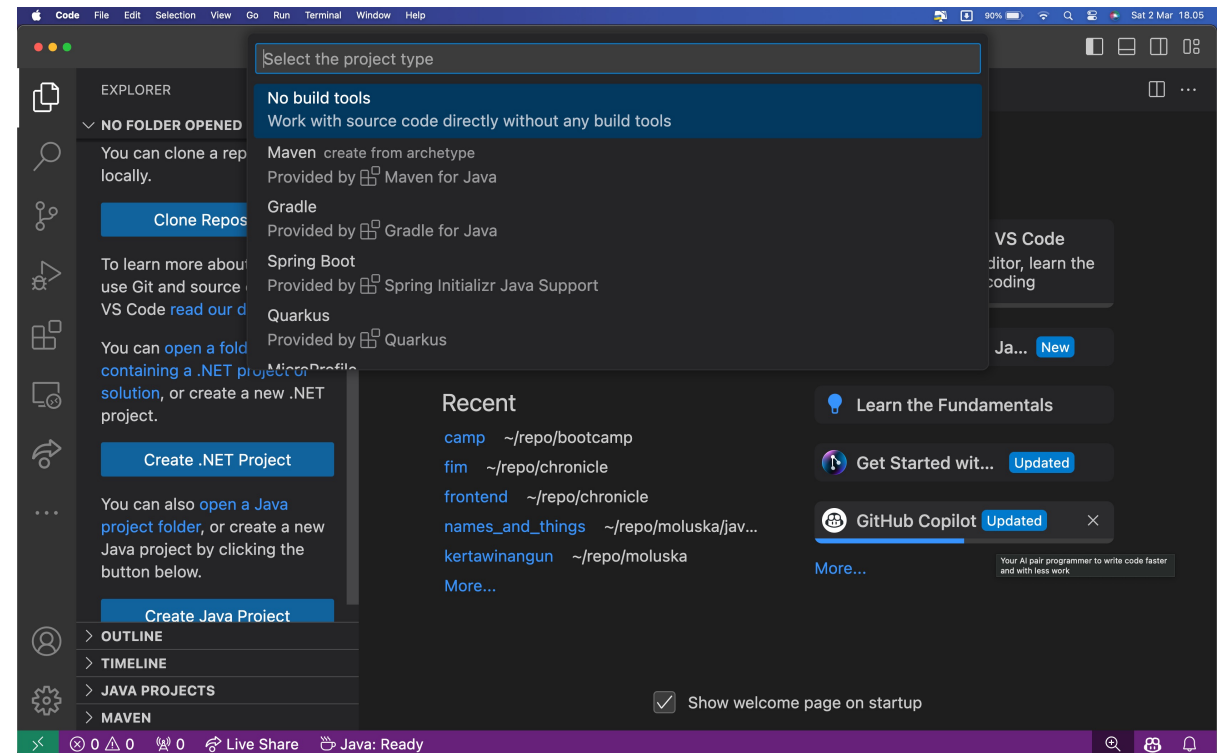 Code File Edit Selection View Go Run Terminal Window Help
90% Sat 2 Mar 18.05
Select the project type
No build tools
Work with source code directly without any build tools
Maven create from archetype
Provided by Maven for Java
Gradle
Provided by Gradle for Java
Spring Boot
Provided by Spring Initializr Java Support
Quarkus
Provided by Quarkus
MicroProfile
EXPLORER
NO FOLDER OPENED
You can clone a rep
locally.
Clone Repos
To learn more about
use Git and source
VS Code read our d
You can open a fold
containing a .NET project or
solution, or create a new .NET
project.
Create .NET Project
You can also open a Java
project folder, or create a new
Java project by clicking the
button below.
Create Java Project
OUTLINE
TIMELINE
JAVA PROJECTS
MAVEN
Recent
camp ~/repo/bootcamp
fim ~/repo/chronicle
frontend ~/repo/chronicle
names_and_things ~/repo/moluska/jav...
kertawinangun ~/repo/moluska
More...
VS Code
ditor, learn the
coding
Ja... New
Learn the Fundamentals
Get Started wit... Updated
GitHub Copilot Updated
Your AI pair programmer to write code faster
and with less work
More...
Show welcome page on startup
0 0 0 Live Share Java: Ready